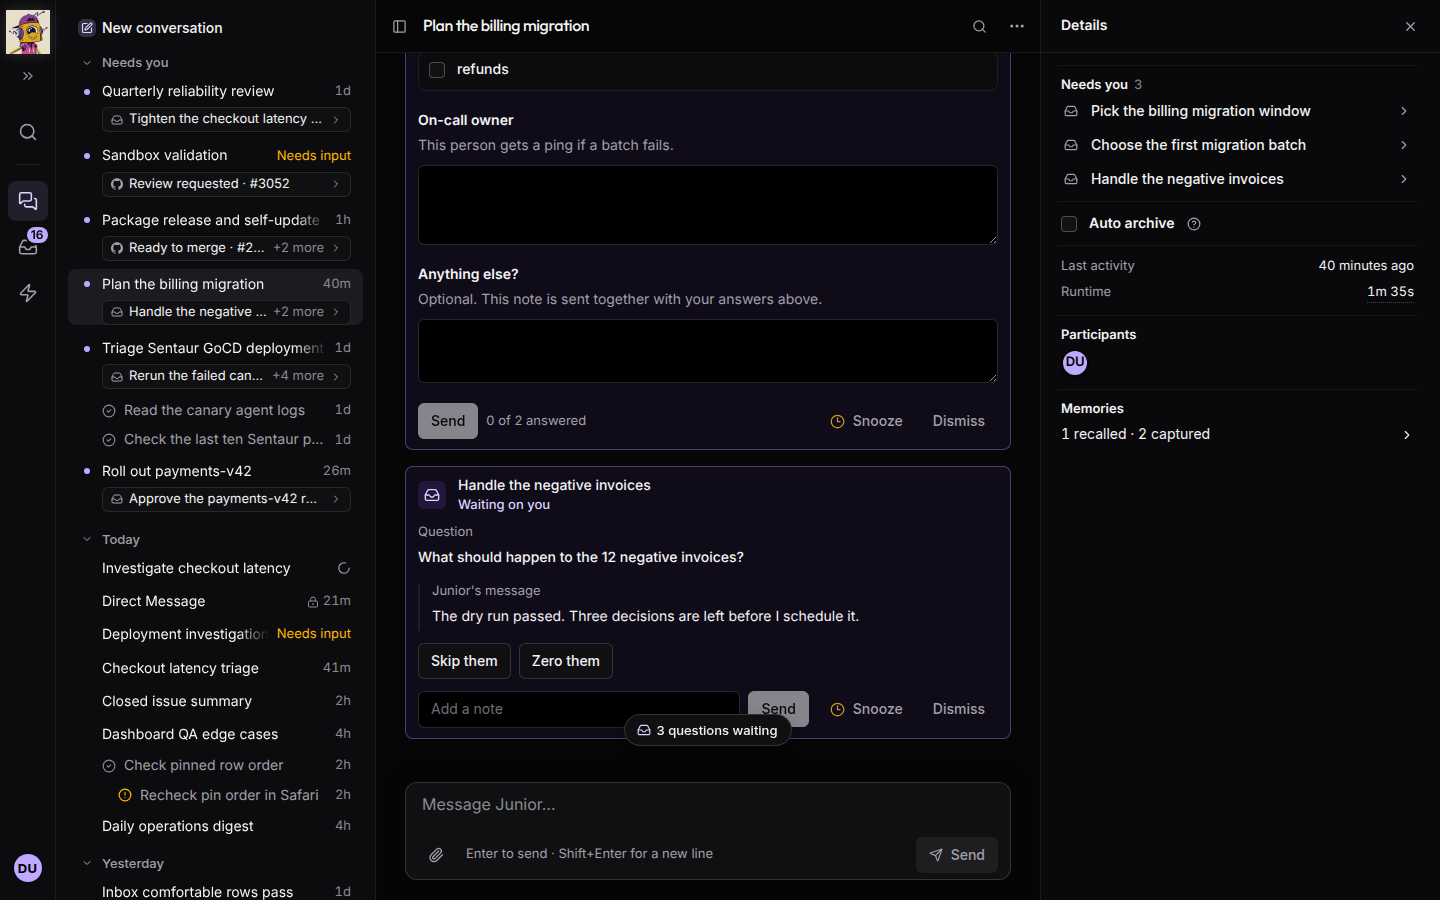 New conversation
Needs you
Quarterly reliability review 1d
Tighten the checkout latency ...
Sandbox validation Needs input
Review requested · #3052
Package release and self-update 1h
Ready to merge · #2... +2 more
Plan the billing migration 40m
Handle the negative ... +2 more
Triage Sentaur GoCD deployment 1d
Rerun the failed can... +4 more
Read the canary agent logs 1d
Check the last ten Sentaur p... 1d
Roll out payments-v42 26m
Approve the payments-v42 r...
Today
Investigate checkout latency
Direct Message 21m
Deployment investigation Needs input
Checkout latency triage 41m
Closed issue summary 2h
Dashboard QA edge cases 4h
Check pinned row order 2h
Recheck pin order in Safari 2h
Daily operations digest 4h
Yesterday
Inbox comfortable rows pass 1d
16
DU
Plan the billing migration
refunds
On-call owner
This person gets a ping if a batch fails.
Anything else?
Optional. This note is sent together with your answers above.
Send 0 of 2 answered Snooze Dismiss
Handle the negative invoices
Waiting on you
Question
What should happen to the 12 negative invoices?
Junior's message
The dry run passed. Three decisions are left before I schedule it.
Skip them Zero them
Add a note Send Snooze Dismiss
3 questions waiting
Message Junior...
Enter to send · Shift+Enter for a new line Send
Details
Needs you 3
Pick the billing migration window
Choose the first migration batch
Handle the negative invoices
Auto archive
Last activity 40 minutes ago
Runtime 1m 35s
Participants
DU
Memories
1 recalled · 2 captured